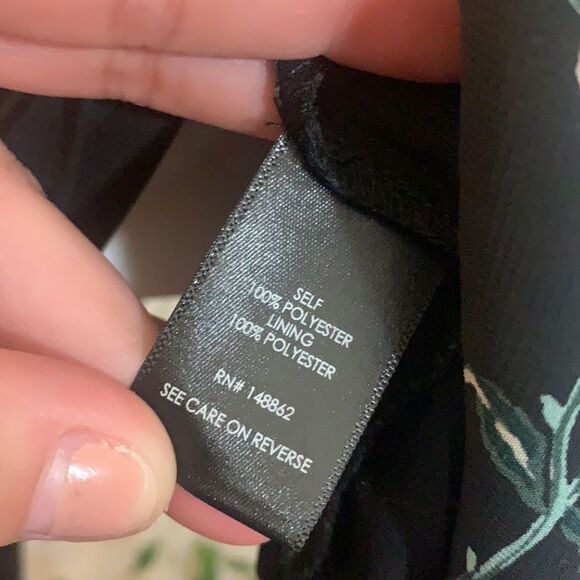 SELF
100% POLYESTER
LINING
100% POLYESTER
RN# 148862
SEE CARE ON REVERSE